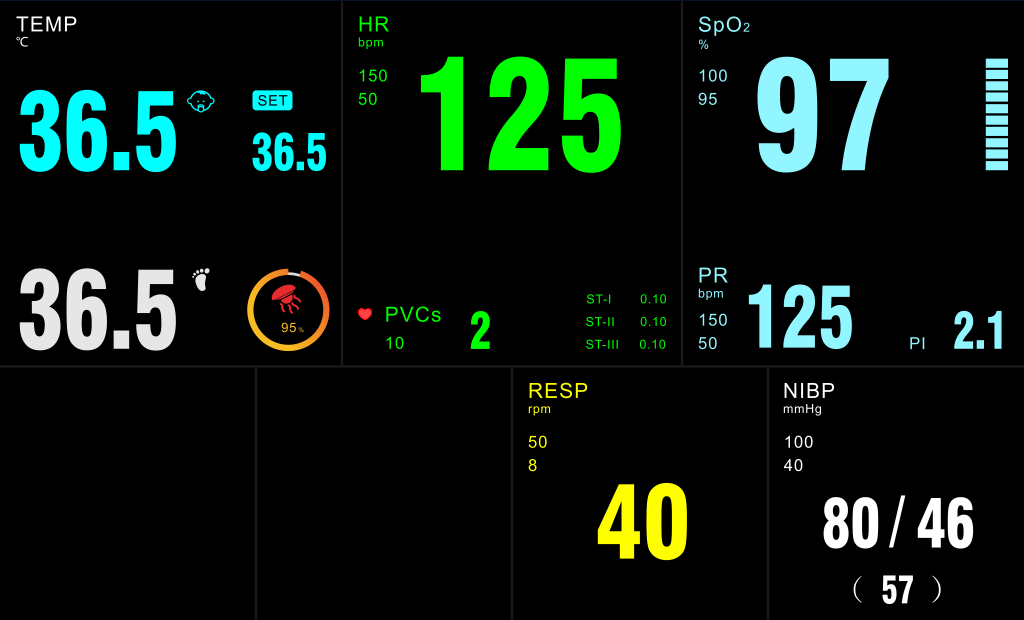 TEMP
℃
36.5
SET
36.5
36.5
95%
HR
bpm
150
50
125
PVCs
10
2
ST-I 0.10
ST-II 0.10
ST-III 0.10
SpO₂
%
100
95
97
PR
bpm
150
50
125
PI
2.1
RESP
rpm
50
8
40
NIBP
mmHg
100
40
80/46
(57)